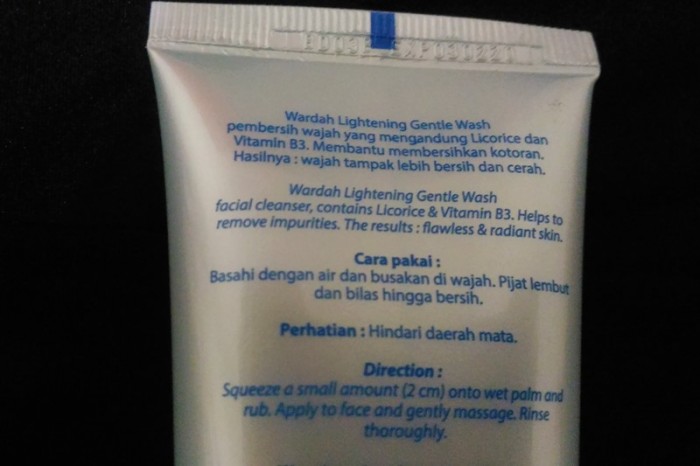 Wardah Lightening Gentle Wash
pembersih wajah yang mengandung Licorice dan
Vitamin B3. Membantu membersihkan kotoran.
Hasilnya : wajah tampak lebih bersih dan cerah.
Wardah Lightening Gentle Wash
facial cleanser, contains Licorice & Vitamin B3. Helps to
remove impurities. The results : flawless & radiant skin.
Cara pakai :
Basahi dengan air dan busakan di wajah. Pijat lembut
dan bilas hingga bersih.
Perhatian : Hindari daerah mata.
Direction :
Squeeze a small amount (2 cm) onto wet palm and
rub. Apply to face and gently massage. Rinse
thoroughly.